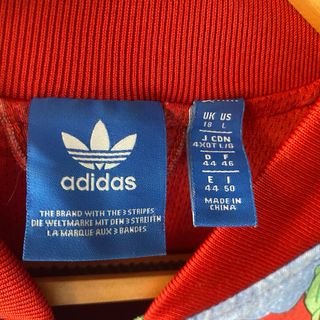 adidas
THE BRAND WITH THE 3 STRIPES
DIE WELTMARKE MIT DEN 3 STREIFEN
LA MARQUE AUX 3 BANDES
UK US
18 L
J CDN
4XOT L/G
D F
44 46
E I
44 50
MADE IN
CHINA